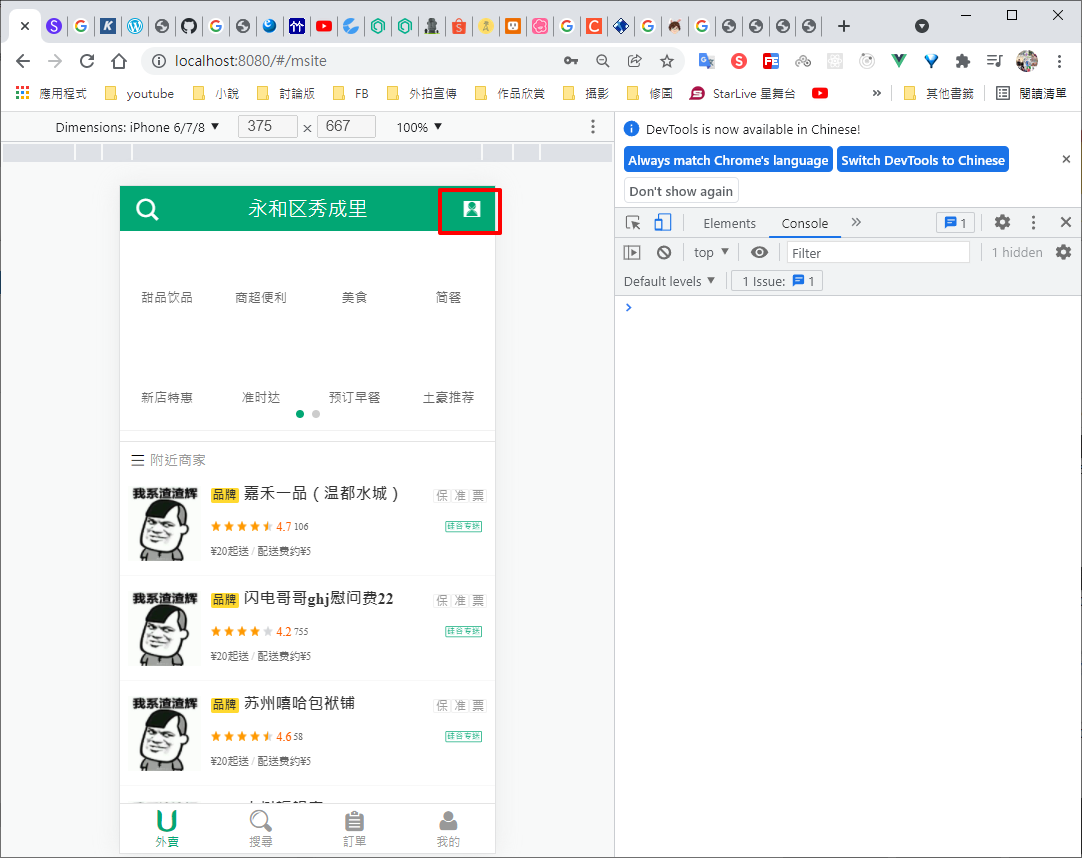 localhost:8080/#/msite
應用程式
youtube
小說
討論版
FB
外拍宣傳
作品欣賞
攝影
修圖
StarLive 星舞台
»
其他書籤
閱讀清單
Dimensions: iPhone 6/7/8 ▼ 375 × 667 100% ▼
DevTools is now available in Chinese!
Always match Chrome's language
Switch DevTools to Chinese
Don't show again
Elements Console » 1
top ▼ Filter 1 hidden
Default levels ▼ 1 Issue: 1
永和区秀成里
甜品饮品 商超便利 美食 简餐
新店特惠 准时达 预订早餐 土豪推荐
附近商家
我系渣渣辉
品牌 嘉禾一品（温都水城） 保 准 票
4.7 106 硅谷专送
¥20起送 / 配送费约¥5
我系渣渣辉
品牌 闪电哥哥ghj慰问费22 保 准 票
4.2 755 硅谷专送
¥20起送 / 配送费约¥5
我系渣渣辉
品牌 苏州嘻哈包袱铺 保 准 票
4.6 58 硅谷专送
¥20起送 / 配送费约¥5
外賣 搜尋 訂單 我的